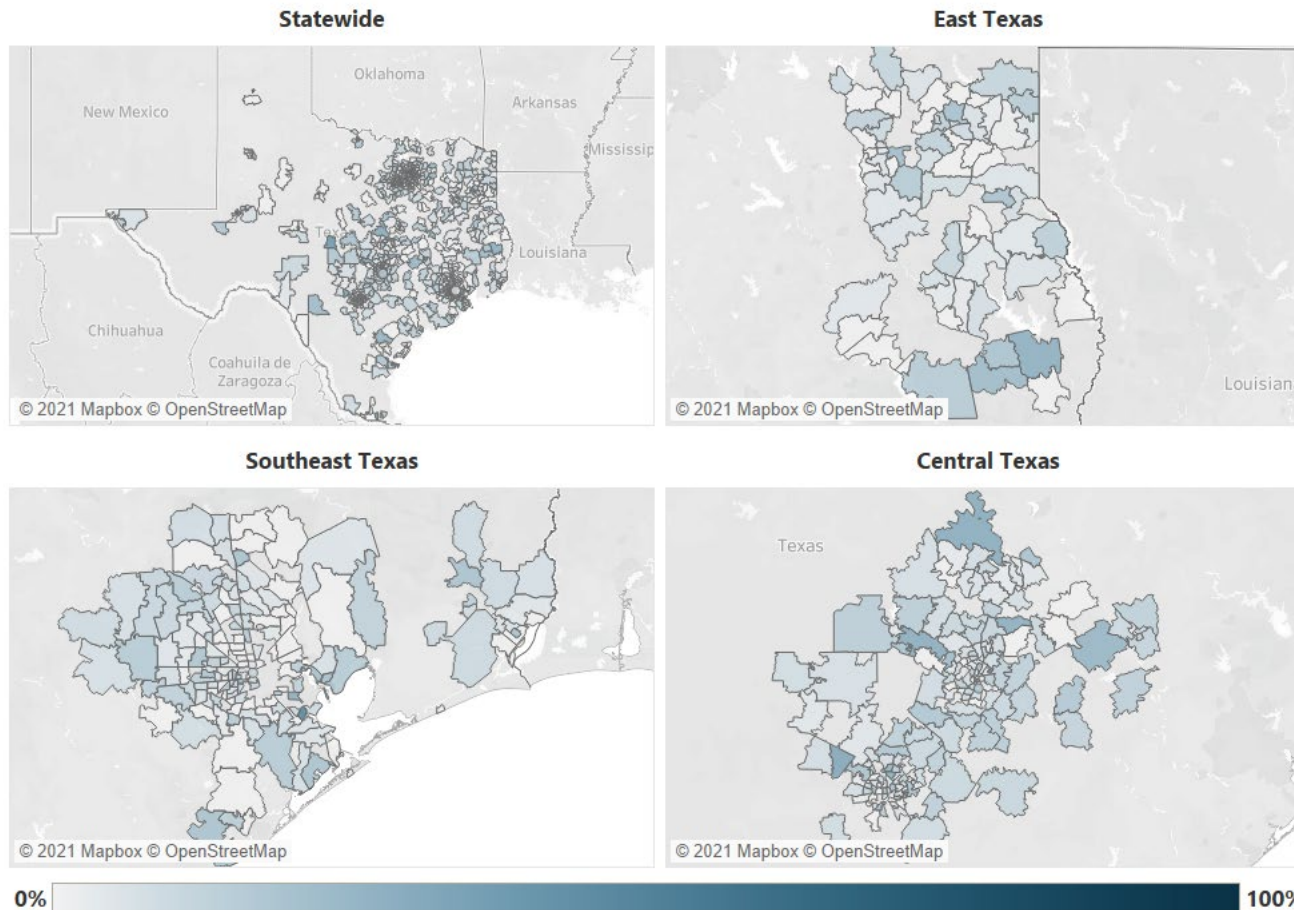 Statewide
East Texas
Oklahoma
New Mexico
Arkansas
Mississip
Tex
Louisiana
Chihuahua
Coahuila de
Zaragoza
Louisian
© 2021 Mapbox © OpenStreetMap
© 2021 Mapbox © OpenStreetMap
Southeast Texas
Central Texas
Texas
© 2021 Mapbox © OpenStreetMap
© 2021 Mapbox © OpenStreetMap
0%
100%